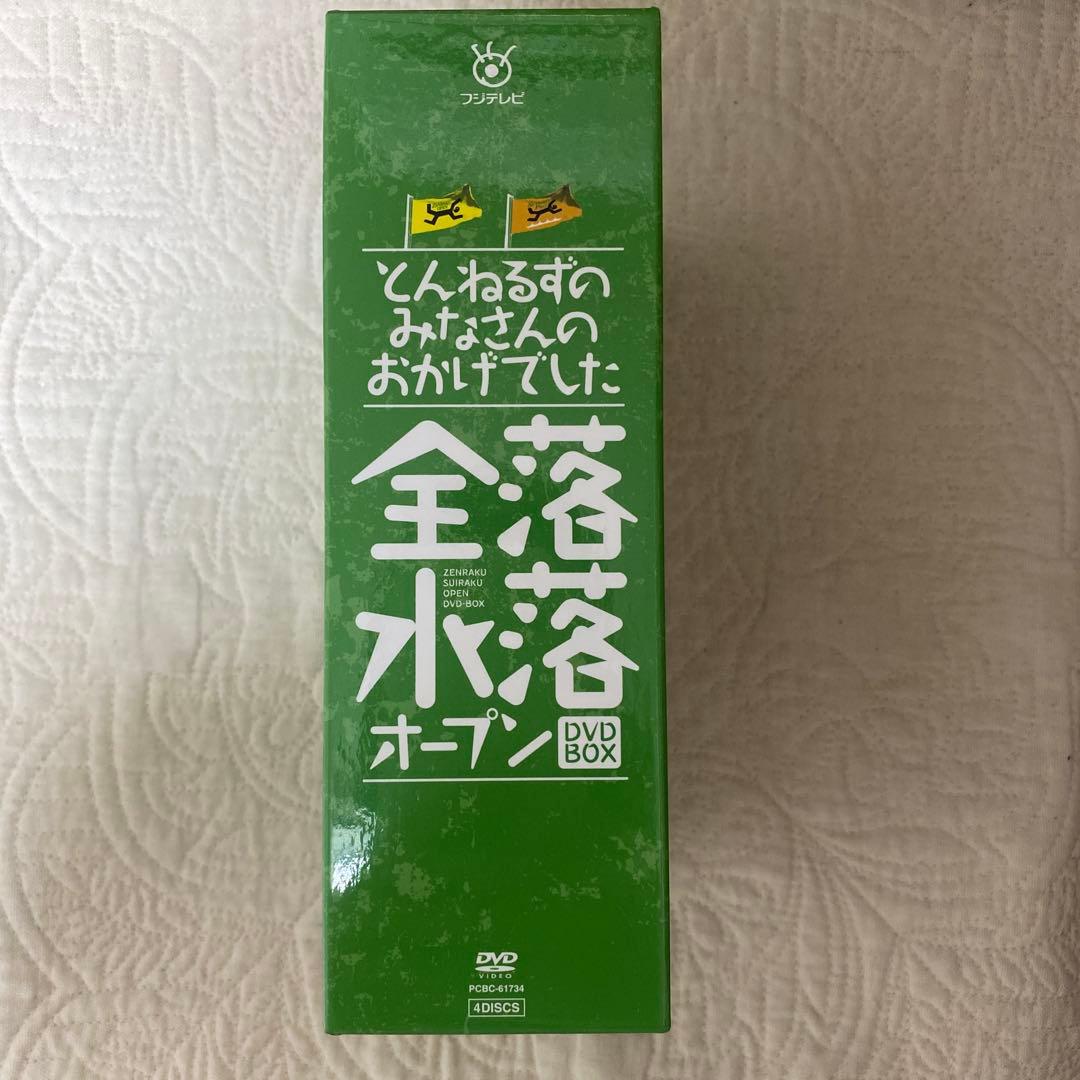 フジテレビ
とんねるずの
みなさんの
おかげでした
全落
水落
ZENRAKU
SUIRAKU
OPEN
DVD-BOX
オープン
DVD
BOX
DVD
VIDEO
PCBC-61734
4DISCS